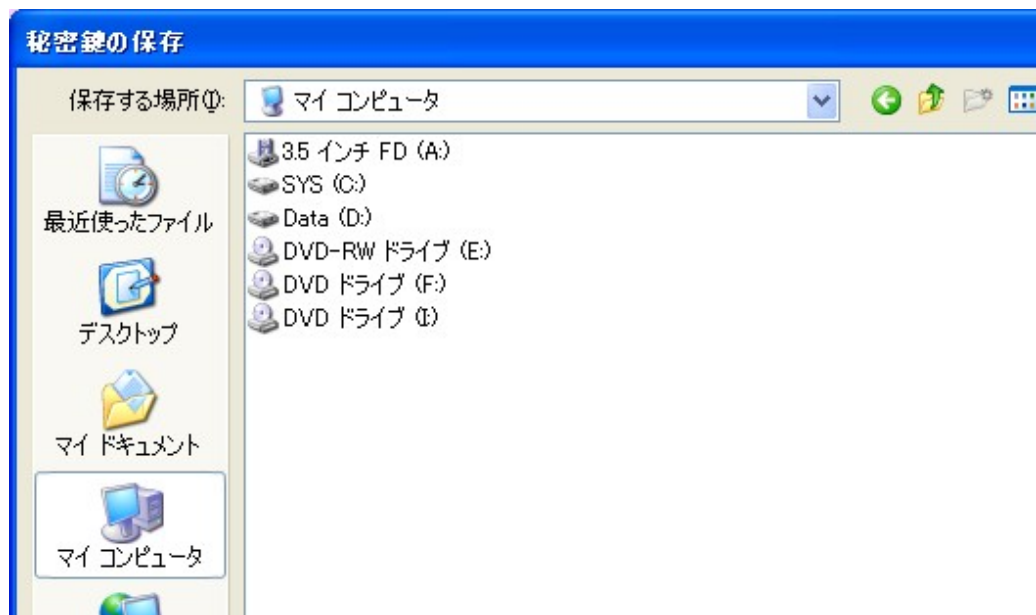 秘密鍵の保存
保存する場所(I):
マイ コンピュータ
3.5 インチ FD (A:)
SYS (C:)
Data (D:)
DVD-RW ドライブ (E:)
DVD ドライブ (F:)
DVD ドライブ (I:)
最近使ったファイル
デスクトップ
マイ ドキュメント
マイ コンピュータ